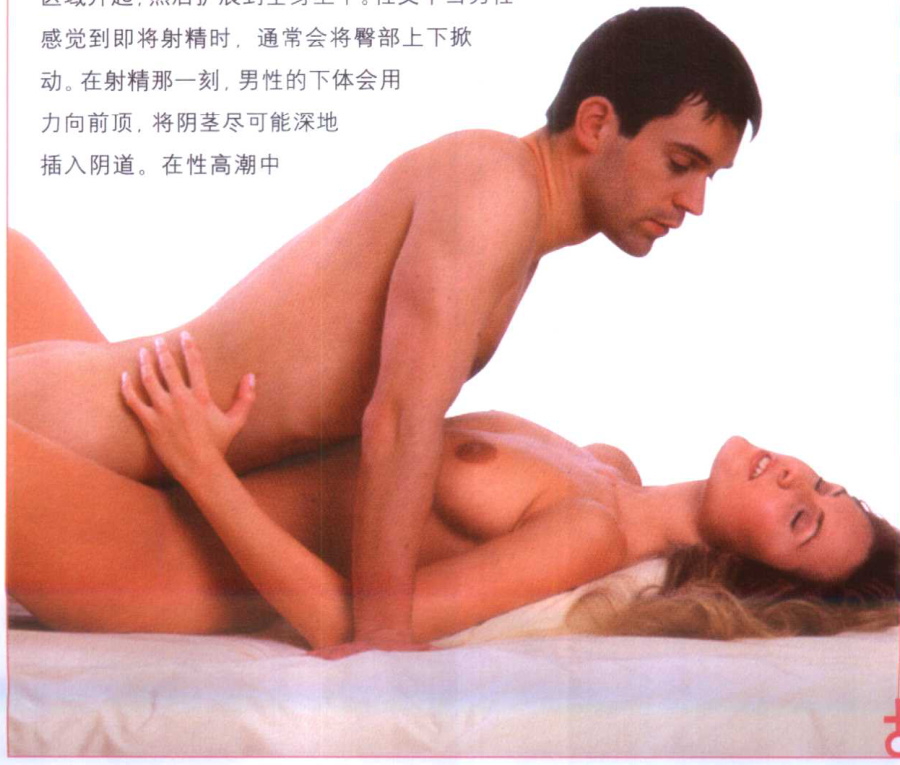 感觉到即将射精时，通常会将臀部上下掀
动。在射精那一刻，男性的下体会用
力向前顶，将阴茎尽可能深地
插入阴道。在性高潮中